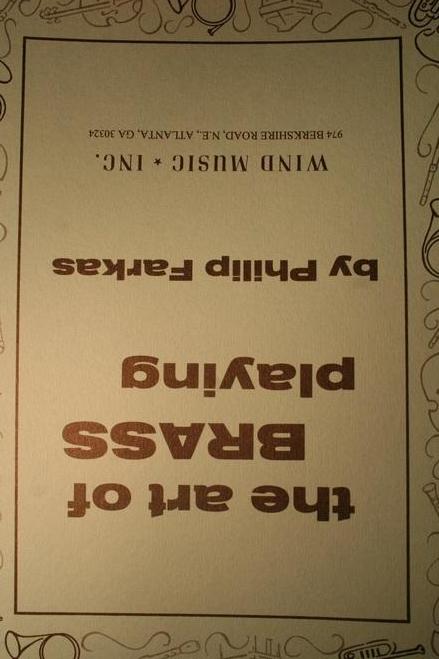 the art of
BRASS
playing
by Philip Farkas
WIND MUSIC ★ INC.
974 BERKSHIRE ROAD, N.E., ATLANTA, GA 30324